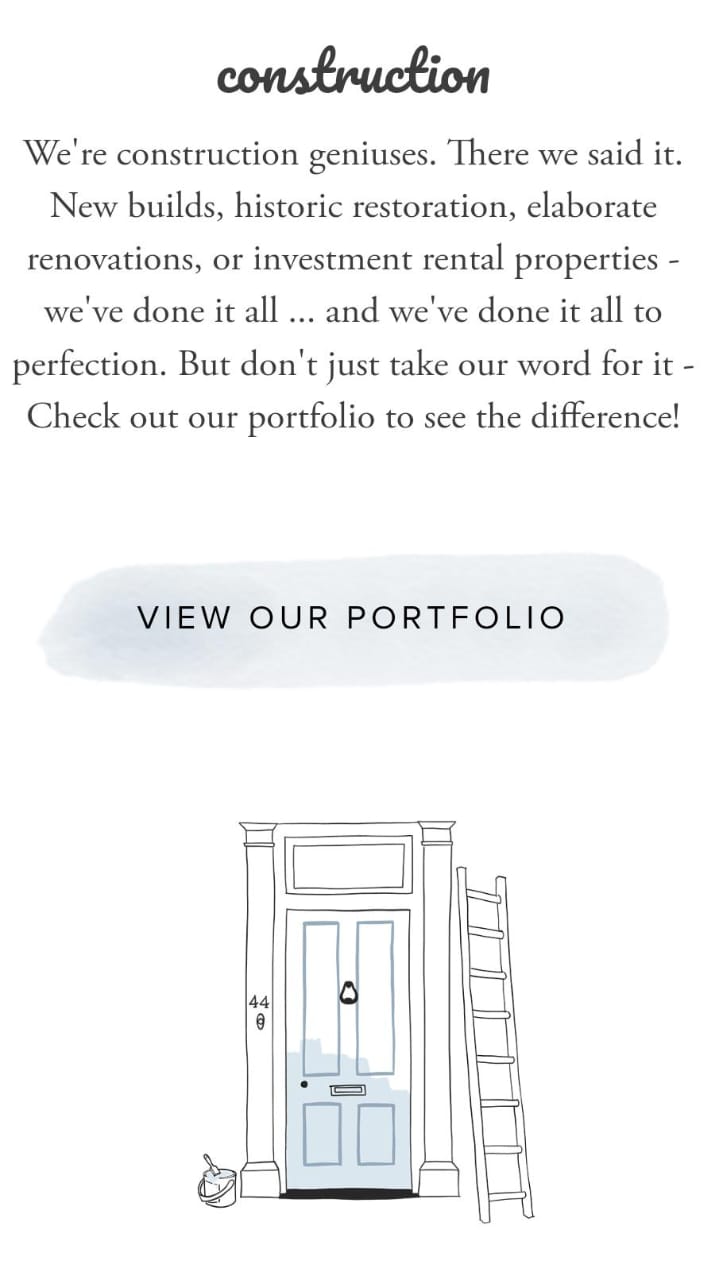 construction
We're construction geniuses. There we said it.
New builds, historic restoration, elaborate
renovations, or investment rental properties -
we've done it all ... and we've done it all to
perfection. But don't just take our word for it -
Check out our portfolio to see the difference!
VIEW OUR PORTFOLIO
44